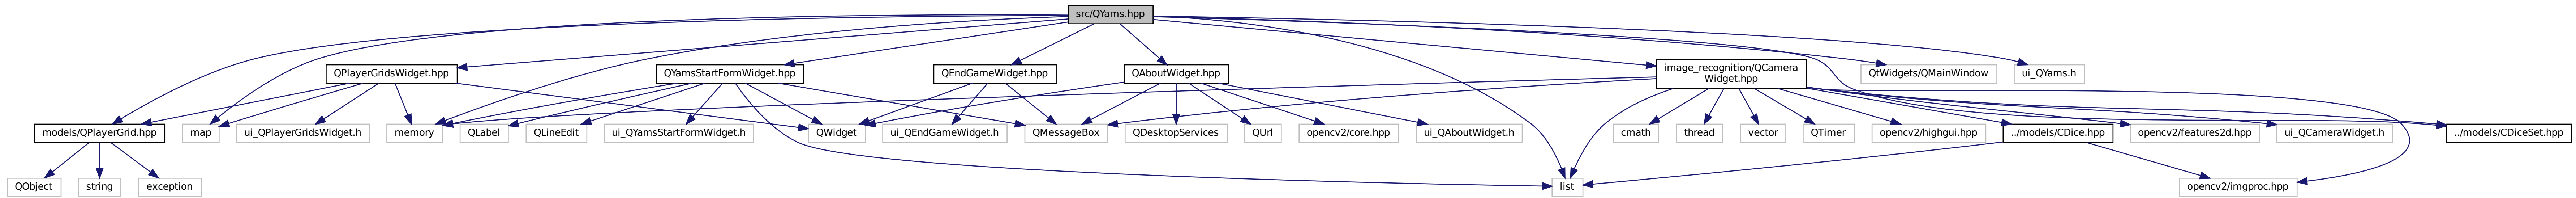 src/QYams.hpp
QPlayerGridsWidget.hpp
QYamsStartFormWidget.hpp
QEndGameWidget.hpp
QAboutWidget.hpp
image_recognition/QCamera
Widget.hpp
QtWidgets/QMainWindow
ui_QYams.h
models/QPlayerGrid.hpp
map
ui_QPlayerGridsWidget.h
memory
QLabel
QLineEdit
ui_QYamsStartFormWidget.h
QWidget
ui_QEndGameWidget.h
QMessageBox
QDesktopServices
QUrl
opencv2/core.hpp
ui_QAboutWidget.h
cmath
thread
vector
QTimer
opencv2/highgui.hpp
../models/CDice.hpp
opencv2/features2d.hpp
ui_QCameraWidget.h
../models/CDiceSet.hpp
QObject
string
exception
list
opencv2/imgproc.hpp